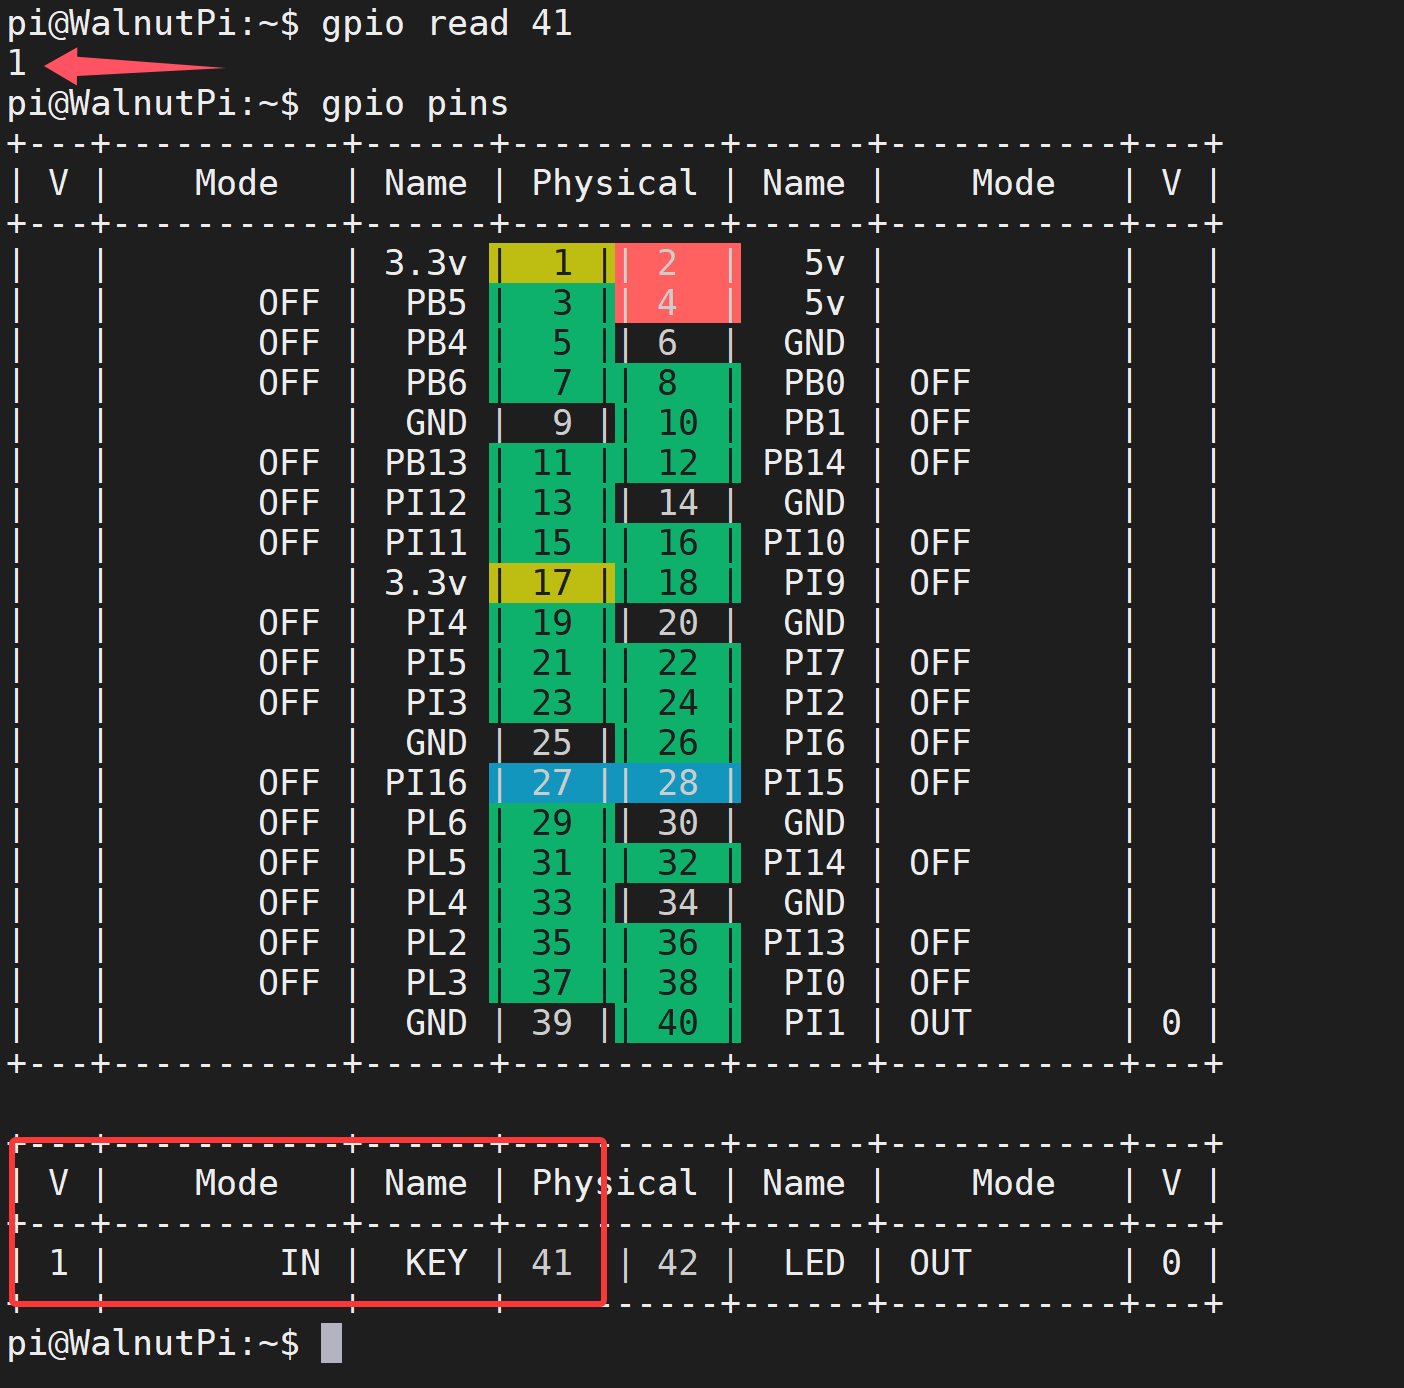 pi@WalnutPi:~$ gpio read 41
1
pi@WalnutPi:~$ gpio pins
+---+-----------+------+----------+------+-----------+---+
| V |    Mode   | Name | Physical | Name |    Mode   | V |
+---+-----------+------+----------+------+-----------+---+
|   |           | 3.3v |  1 || 2  |   5v |           |   |
|   |       OFF |  PB5 |  3 || 4  |   5v |           |   |
|   |       OFF |  PB4 |  5 || 6  |  GND |           |   |
|   |       OFF |  PB6 |  7 || 8  |  PB0 | OFF       |   |
|   |           |  GND |  9 || 10 |  PB1 | OFF       |   |
|   |       OFF | PB13 | 11 || 12 | PB14 | OFF       |   |
|   |       OFF | PI12 | 13 || 14 |  GND |           |   |
|   |       OFF | PI11 | 15 || 16 | PI10 | OFF       |   |
|   |           | 3.3v | 17 || 18 |  PI9 | OFF       |   |
|   |       OFF |  PI4 | 19 || 20 |  GND |           |   |
|   |       OFF |  PI5 | 21 || 22 |  PI7 | OFF       |   |
|   |       OFF |  PI3 | 23 || 24 |  PI2 | OFF       |   |
|   |           |  GND | 25 || 26 |  PI6 | OFF       |   |
|   |       OFF | PI16 | 27 || 28 | PI15 | OFF       |   |
|   |       OFF |  PL6 | 29 || 30 |  GND |           |   |
|   |       OFF |  PL5 | 31 || 32 | PI14 | OFF       |   |
|   |       OFF |  PL4 | 33 || 34 |  GND |           |   |
|   |       OFF |  PL2 | 35 || 36 | PI13 | OFF       |   |
|   |       OFF |  PL3 | 37 || 38 |  PI0 | OFF       |   |
|   |           |  GND | 39 || 40 |  PI1 | OUT       | 0 |
+---+-----------+------+----------+------+-----------+---+
+---+-----------+------+----------+------+-----------+---+
| V |    Mode   | Name | Physical | Name |    Mode   | V |
+---+-----------+------+----------+------+-----------+---+
| 1 |        IN |  KEY | 41 | 42 |  LED | OUT       | 0 |
+---+-----------+------+----------+------+-----------+---+
pi@WalnutPi:~$